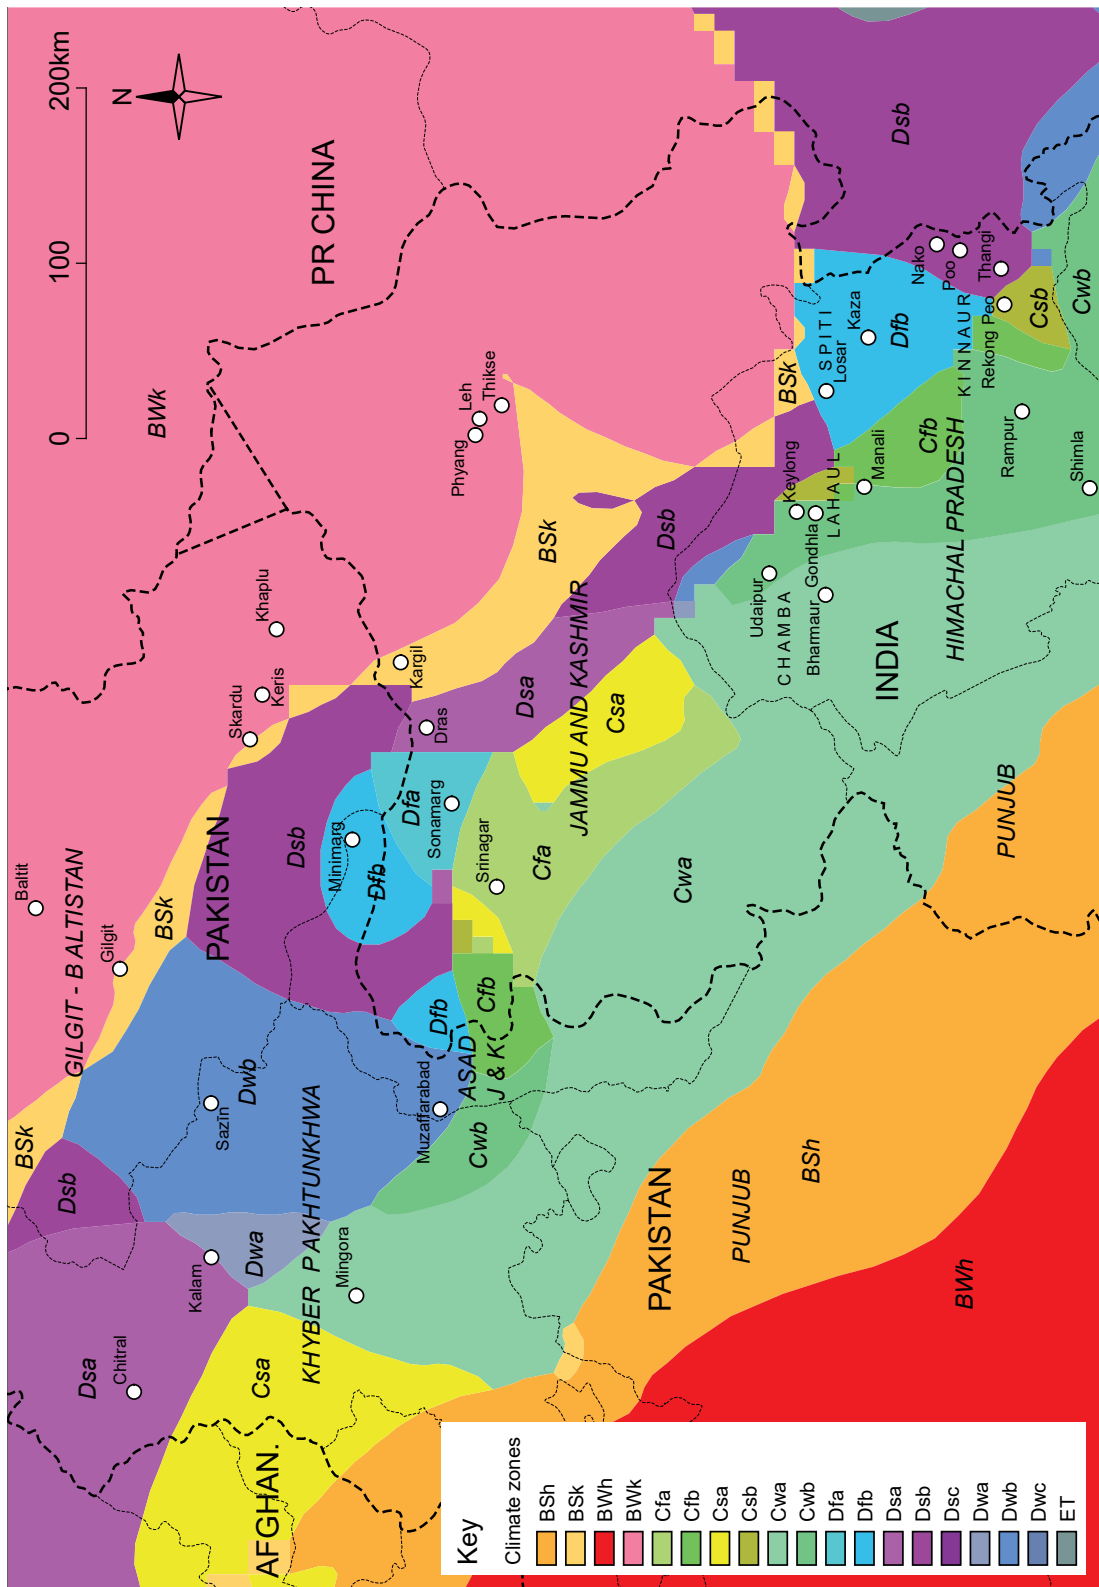 AFGHAN.
Dsa
Chitral
Csa
Kalam
Dwa
KHYBER PAKHTUNKHWA
Mingora
BSk
Dsb
Sazin
Dwb
Muzaffarabad
Cwb
ASAD
J & K
Dfb
Cfb
GILGIT - BALTISTAN
Gilgit
Baltit
BSk
PAKISTAN
Dsb
Minimarg
Dfb
Dfa
Sonamarg
Srinagar
Cfa
Cwa
Skardu
Keris
Khaplu
Kargil
Dras
Dsa
Csa
JAMMU AND KASHMIR
BSk
Dsb
BWk
Phyang
Leh
Thikse
PR CHINA
N
0
100
200km
BSk
Keylong
Gondhla
LAHAUL
Udaipur
CHAMBA
Bharmaur
Manali
Cfb
SPITI
Losar
Kaza
Dfb
Dsb
Nako
Poo
Thangi
KINNAUR
Rekong Peo
Csb
Cwb
Rampur
Shimla
HIMACHAL PRADESH
INDIA
PUNJUB
PAKISTAN
PUNJUB
BSh
BWh
Key
Climate zones
BSh
BSk
BWh
BWk
Cfa
Cfb
Csa
Csb
Cwa
Cwb
Dfa
Dfb
Dsa
Dsb
Dsc
Dwa
Dwb
Dwc
ET